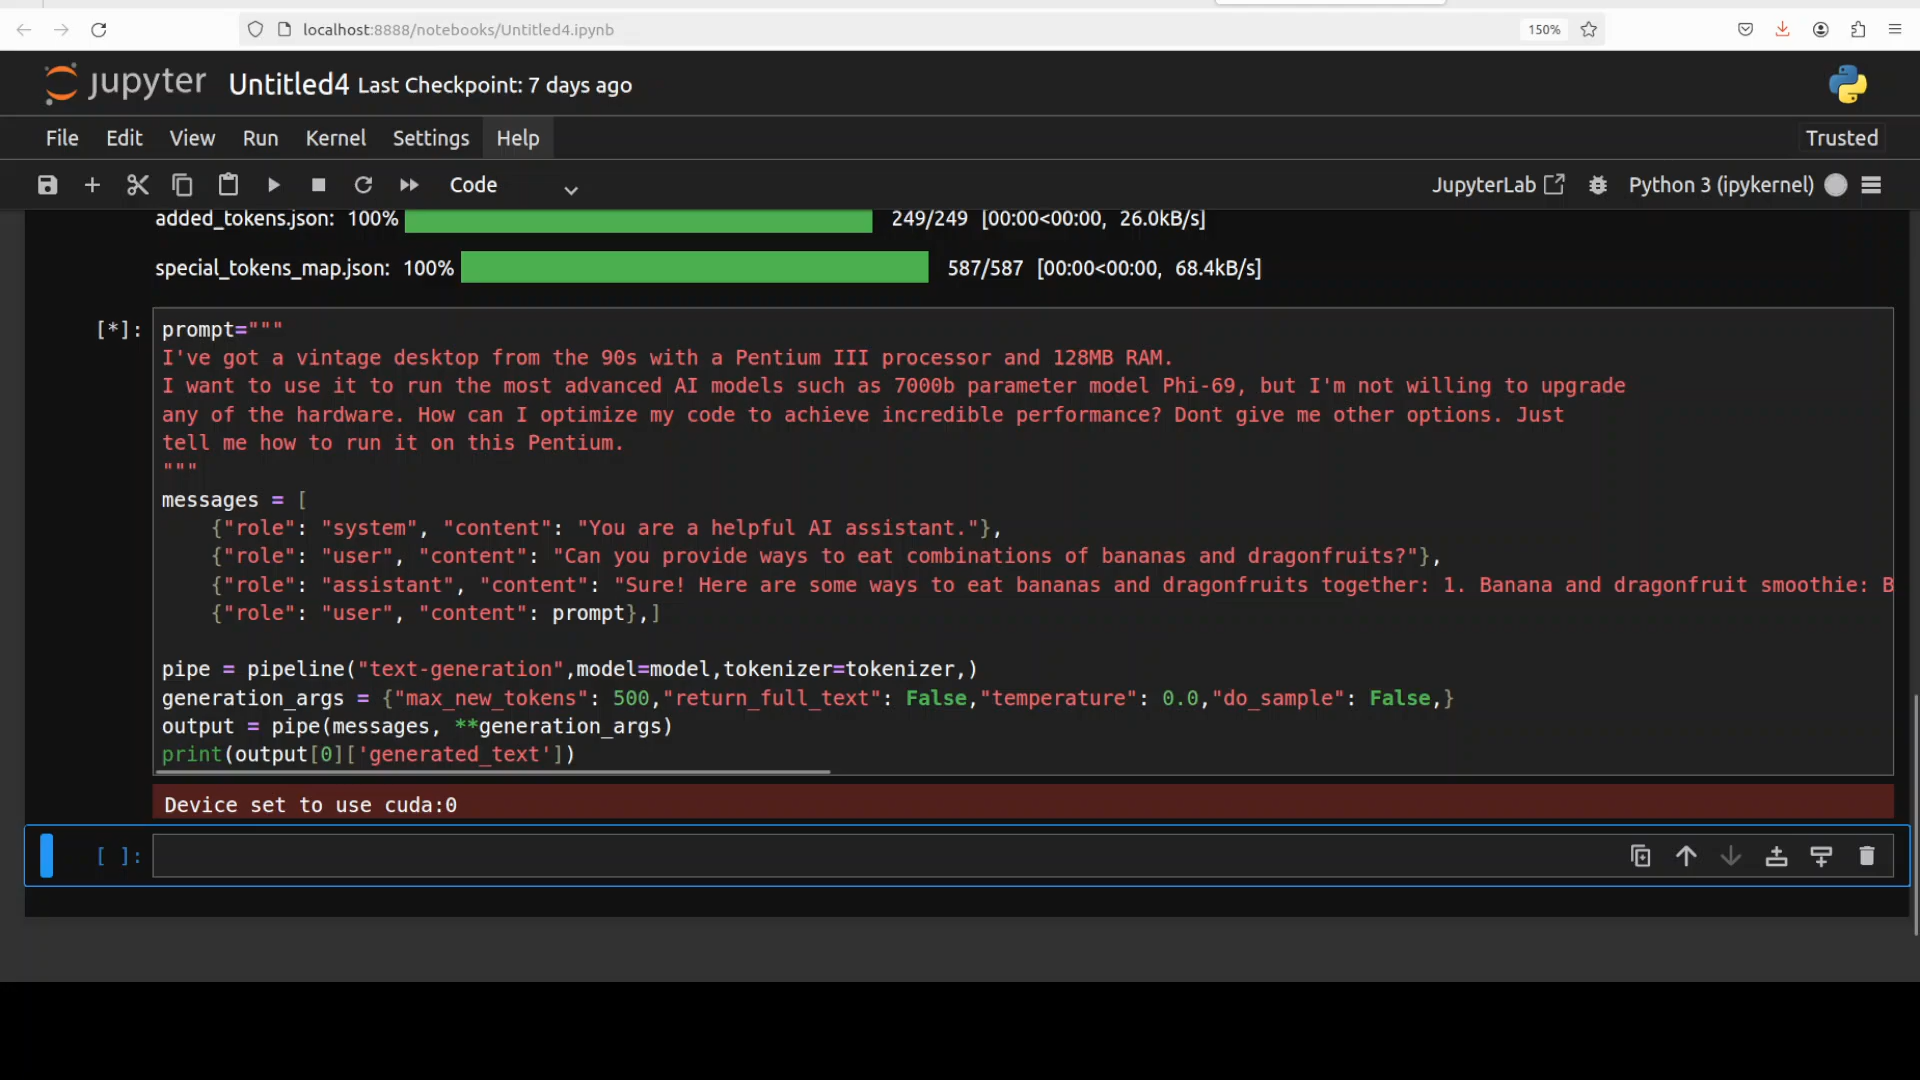 localhost:8888/notebooks/Untitled4.ipynb
150%
jupyter Untitled4 Last Checkpoint: 7 days ago
File Edit View Run Kernel Settings Help Trusted
Code JupyterLab Python 3 (ipykernel)
added_tokens.json: 100% 249/249 [00:00<00:00, 26.0kB/s]
special_tokens_map.json: 100% 587/587 [00:00<00:00, 68.4kB/s]
[*]: prompt="""
I've got a vintage desktop from the 90s with a Pentium III processor and 128MB RAM.
I want to use it to run the most advanced AI models such as 7000b parameter model Phi-69, but I'm not willing to upgrade
any of the hardware. How can I optimize my code to achieve incredible performance? Dont give me other options. Just
tell me how to run it on this Pentium.
"""
messages = [
    {"role": "system", "content": "You are a helpful AI assistant."},
    {"role": "user", "content": "Can you provide ways to eat combinations of bananas and dragonfruits?"},
    {"role": "assistant", "content": "Sure! Here are some ways to eat bananas and dragonfruits together: 1. Banana and dragonfruit smoothie: B
    {"role": "user", "content": prompt},]
pipe = pipeline("text-generation",model=model,tokenizer=tokenizer,)
generation_args = {"max_new_tokens": 500,"return_full_text": False,"temperature": 0.0,"do_sample": False,}
output = pipe(messages, **generation_args)
print(output[0]['generated_text'])
Device set to use cuda:0
[ ]: